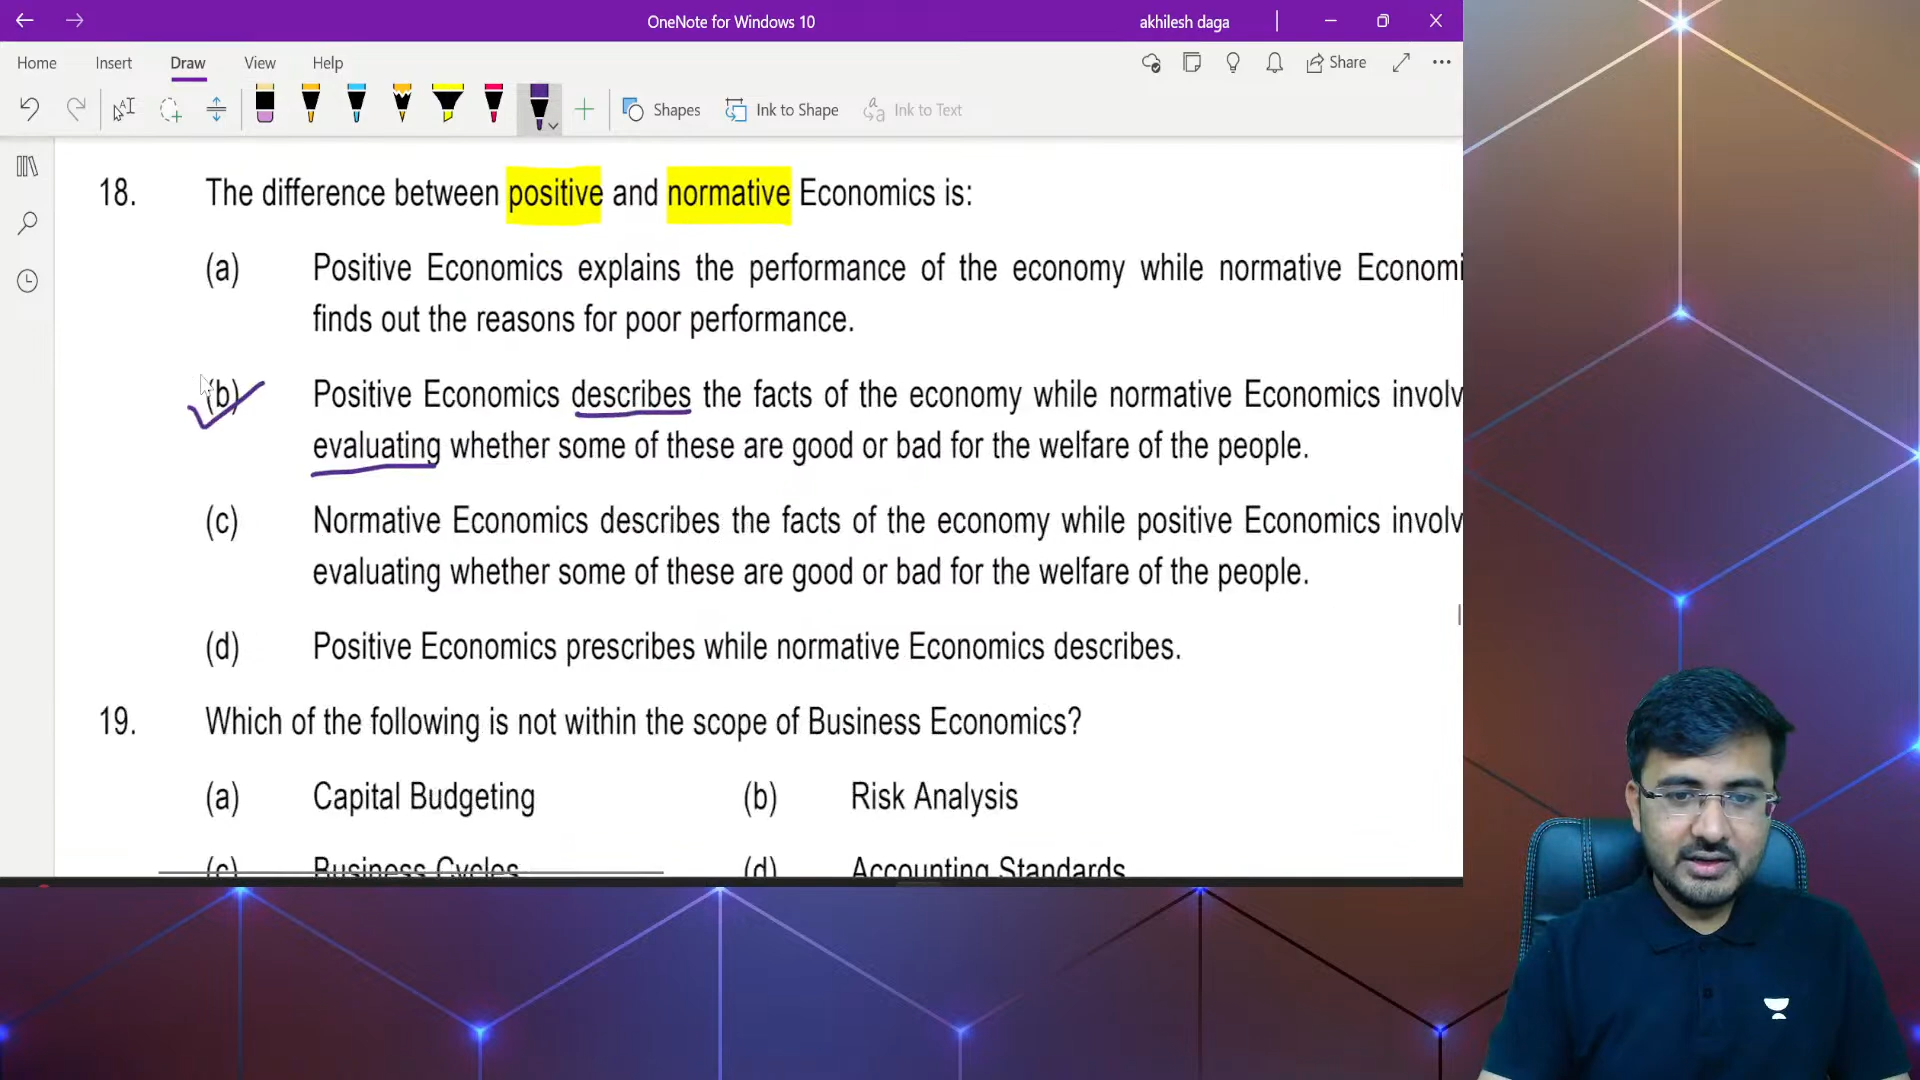 OneNote for Windows 10
akhilesh daga
Home Insert Draw View Help
Share
Shapes Ink to Shape Ink to Text
18. The difference between positive and normative Economics is:
(a) Positive Economics explains the performance of the economy while normative Economi
finds out the reasons for poor performance.
(b) Positive Economics describes the facts of the economy while normative Economics involv
evaluating whether some of these are good or bad for the welfare of the people.
(c) Normative Economics describes the facts of the economy while positive Economics involv
evaluating whether some of these are good or bad for the welfare of the people.
(d) Positive Economics prescribes while normative Economics describes.
19. Which of the following is not within the scope of Business Economics?
(a) Capital Budgeting (b) Risk Analysis
(c) Business Cycles (d) Accounting Standards